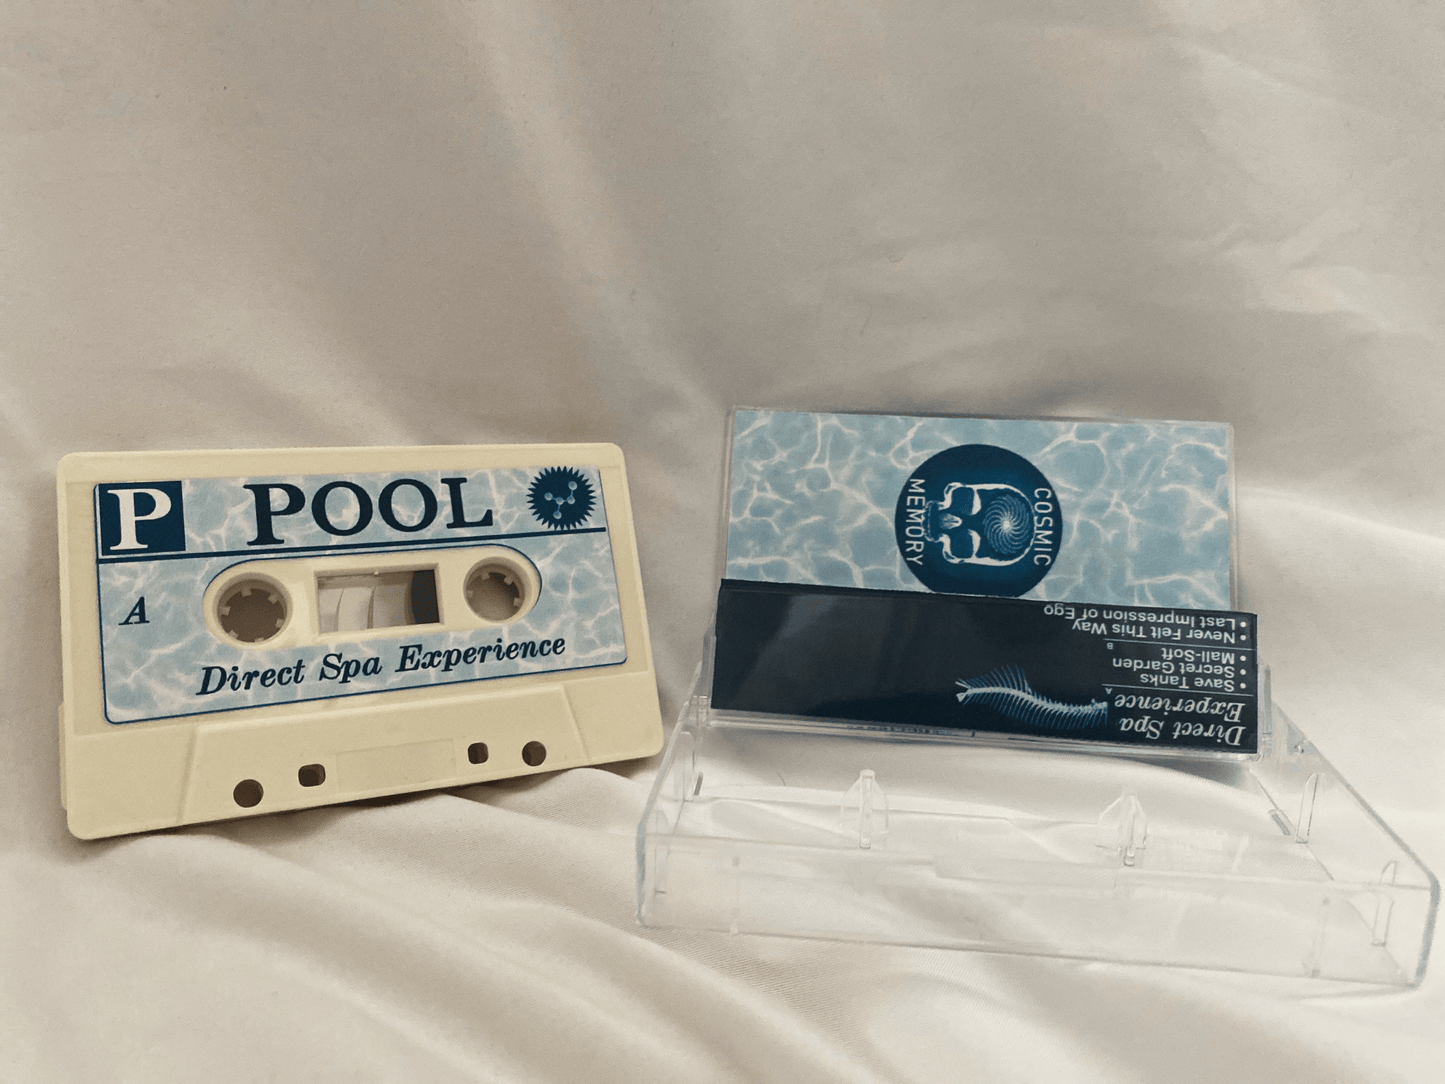 P POOL
A
Direct Spa Experience
COSMIC
MEMORY
Direct Spa
Experience
A
• Save Tanks
• Secret Garden
• Mall-Soft
B
• Never Felt This Way
• Last Impression of Ego